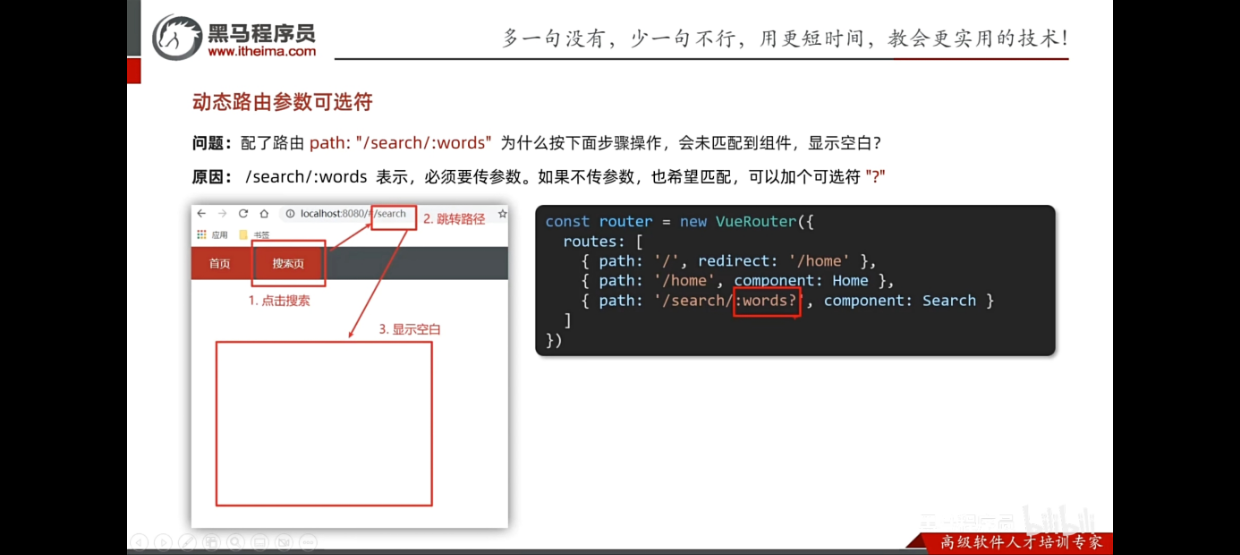 黑马程序员
www.itheima.com
多一句没有，少一句不行，用更短时间，教会更实用的技术！
动态路由参数可选符
问题：配了路由 path: "/search/:words" 为什么按下面步骤操作，会未匹配到组件，显示空白？
原因： /search/:words 表示，必须要传参数。如果不传参数，也希望匹配，可以加个可选符 "?"
localhost:8080/#/search
2. 跳转路径
应用 书签
首页 搜索页
1. 点击搜索
3. 显示空白
const router = new VueRouter({
routes: [
{ path: '/', redirect: '/home' },
{ path: '/home', component: Home },
{ path: '/search/:words?', component: Search }
]
})
bilibili
高级软件人才培训专家